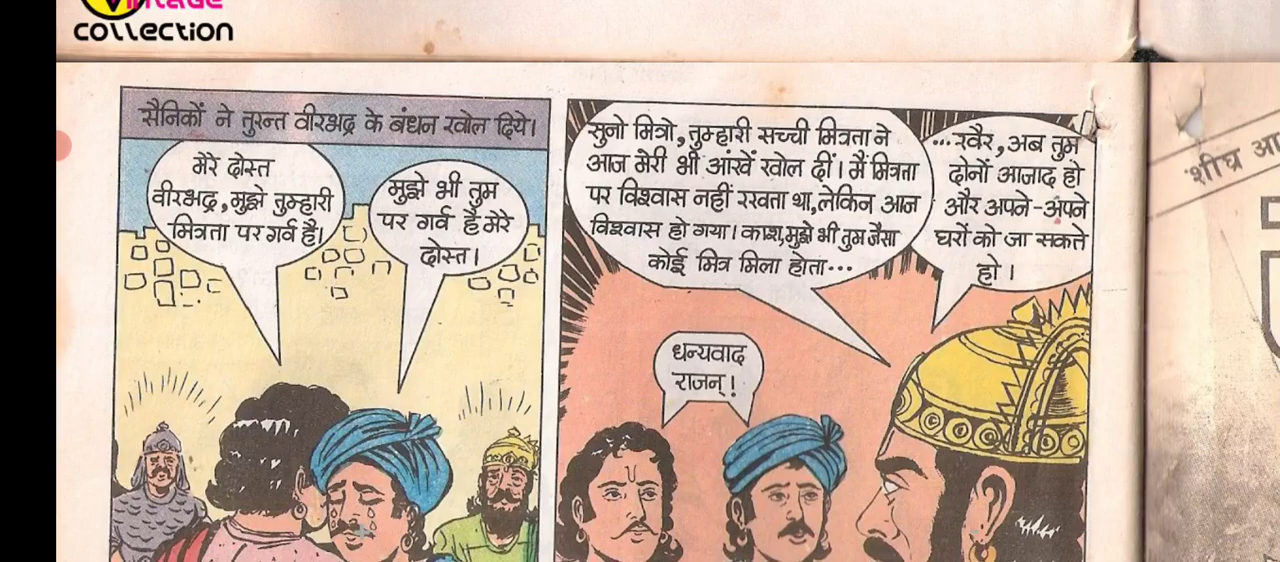 Vintage
collection
सैनिकों ने तुरन्त वीरभद्र के बंधन खोल दिये।
मेरे दोस्त
वीरभद्र, मुझे तुम्हारी
मित्रता पर गर्व है।
मुझे भी तुम
पर गर्व है मेरे
दोस्त।
सुनो मित्रो, तुम्हारी सच्ची मित्रता ने
आज मेरी भी आंखें खोल दीं। मैं मित्रता
पर विश्वास नहीं रखता था, लेकिन आज
विश्वास हो गया। काश, मुझे भी तुम जैसा
कोई मित्र मिला होता...
...खैर, अब तुम
दोनों आजाद हो
और अपने-अपने
घरों को जा सकते
हो।
धन्यवाद
राजन्!
शीघ्र